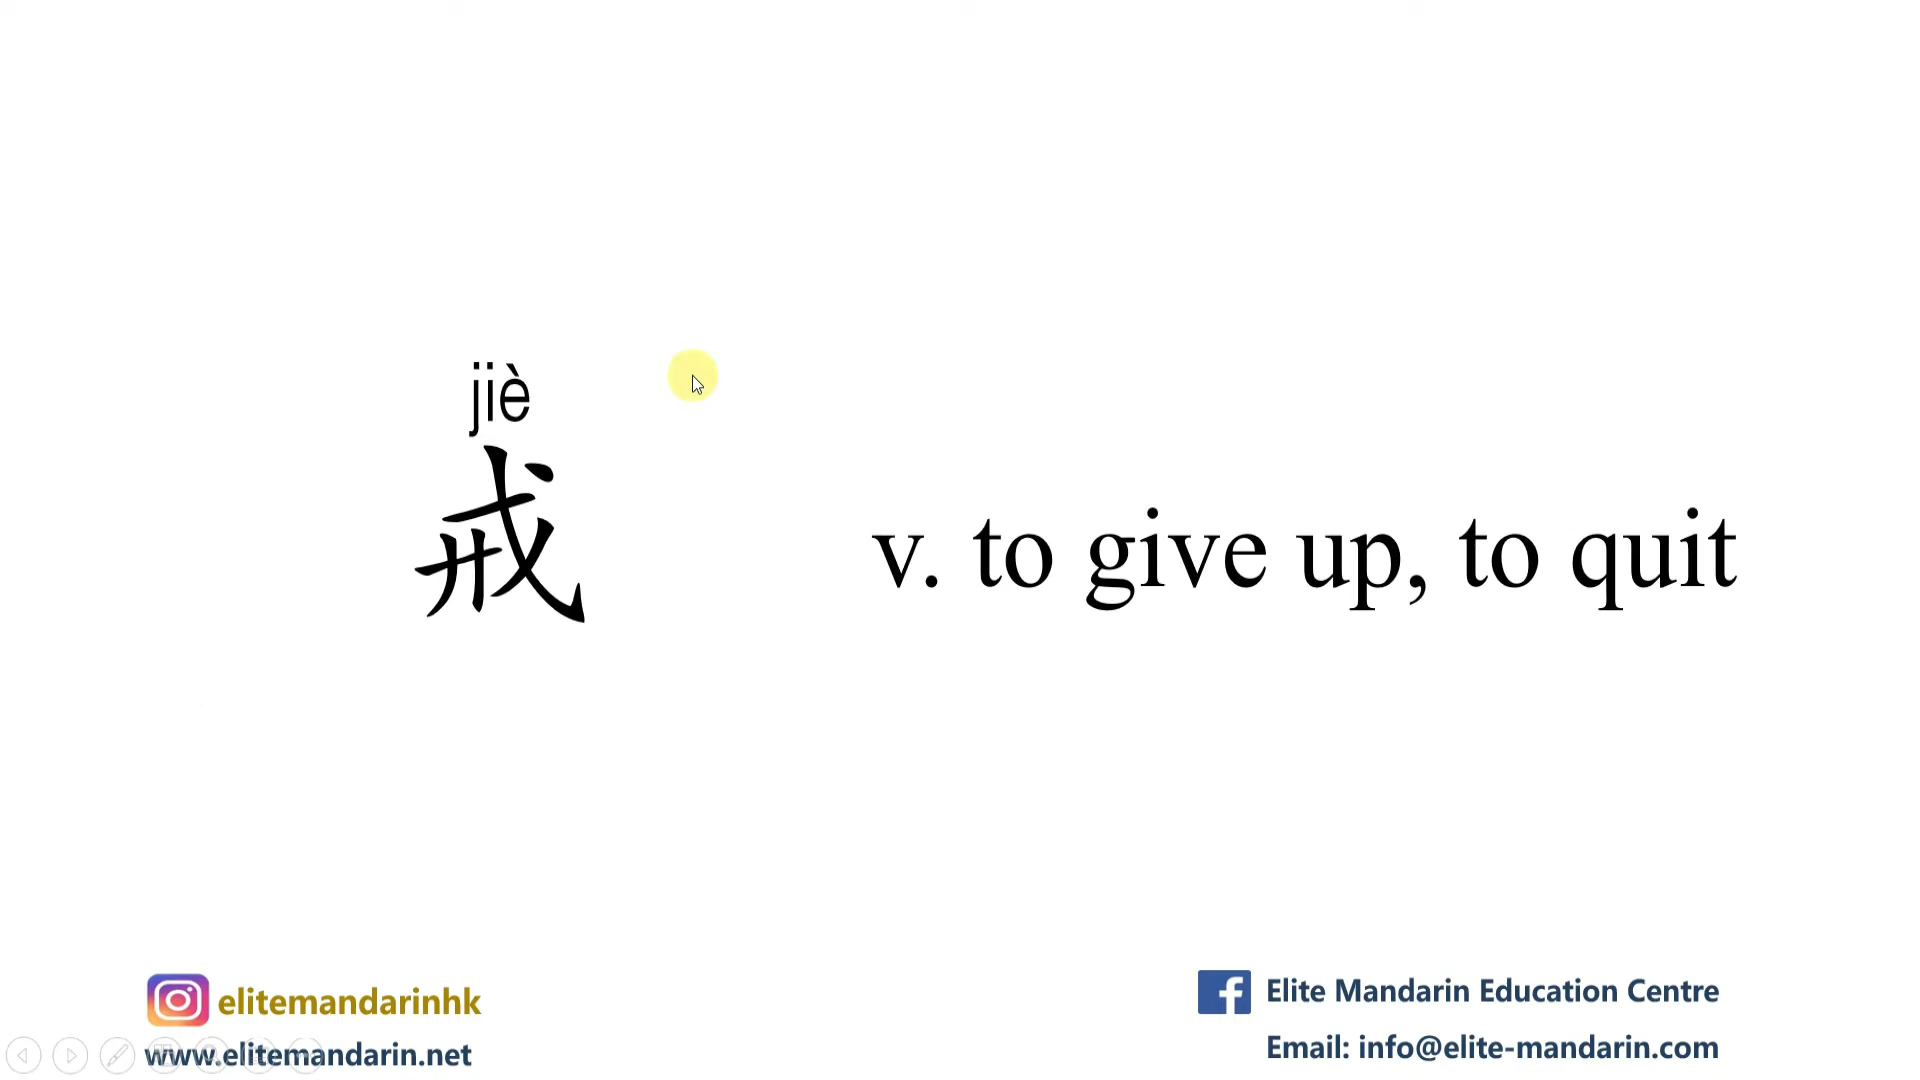 jiè
戒
v. to give up, to quit
elitemandarinhk
www.elitemandarin.net
Elite Mandarin Education Centre
Email: info@elite-mandarin.com